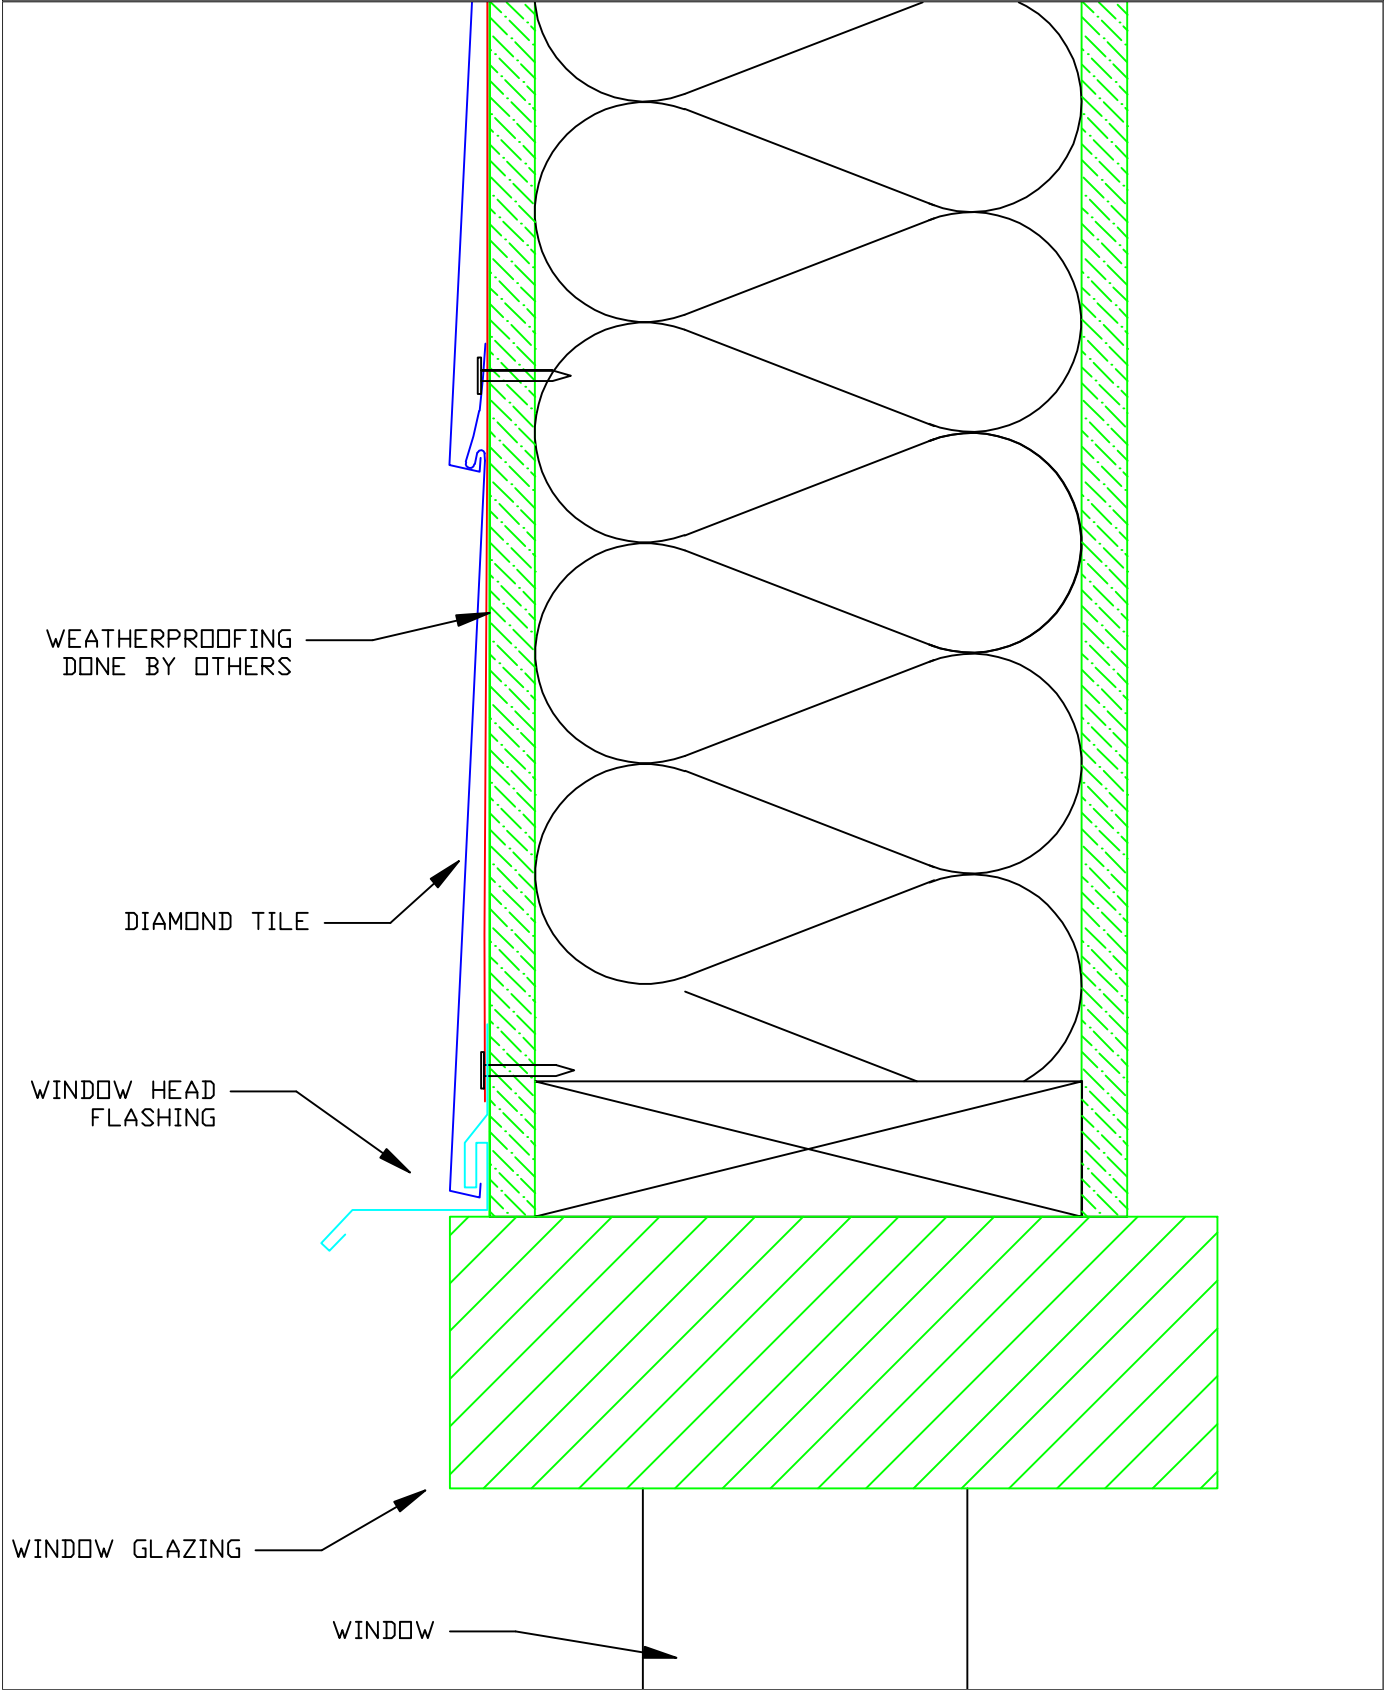 WEATHERPROOFING
DONE BY OTHERS
DIAMOND TILE
WINDOW HEAD
FLASHING
WINDOW GLAZING
WINDOW